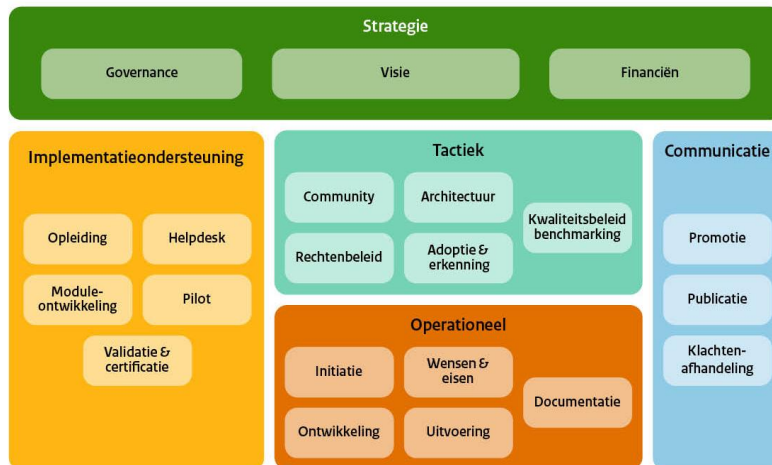 Strategie
Governance
Visie
Financiën
Implementatieondersteuning
Opleiding
Helpdesk
Module-
ontwikkeling
Pilot
Validatie &
certificatie
Tactiek
Community
Architectuur
Kwaliteitsbeleid
benchmarking
Rechtenbeleid
Adoptie &
erkenning
Operationeel
Initiatie
Wensen &
eisen
Documentatie
Ontwikkeling
Uitvoering
Communicatie
Promotie
Publicatie
Klachten-
afhandeling